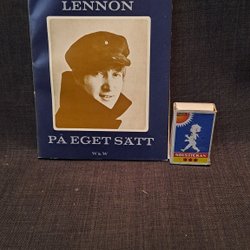 LENNON
PÅ EGET SÄTT
W&W
SOLSTICKAN